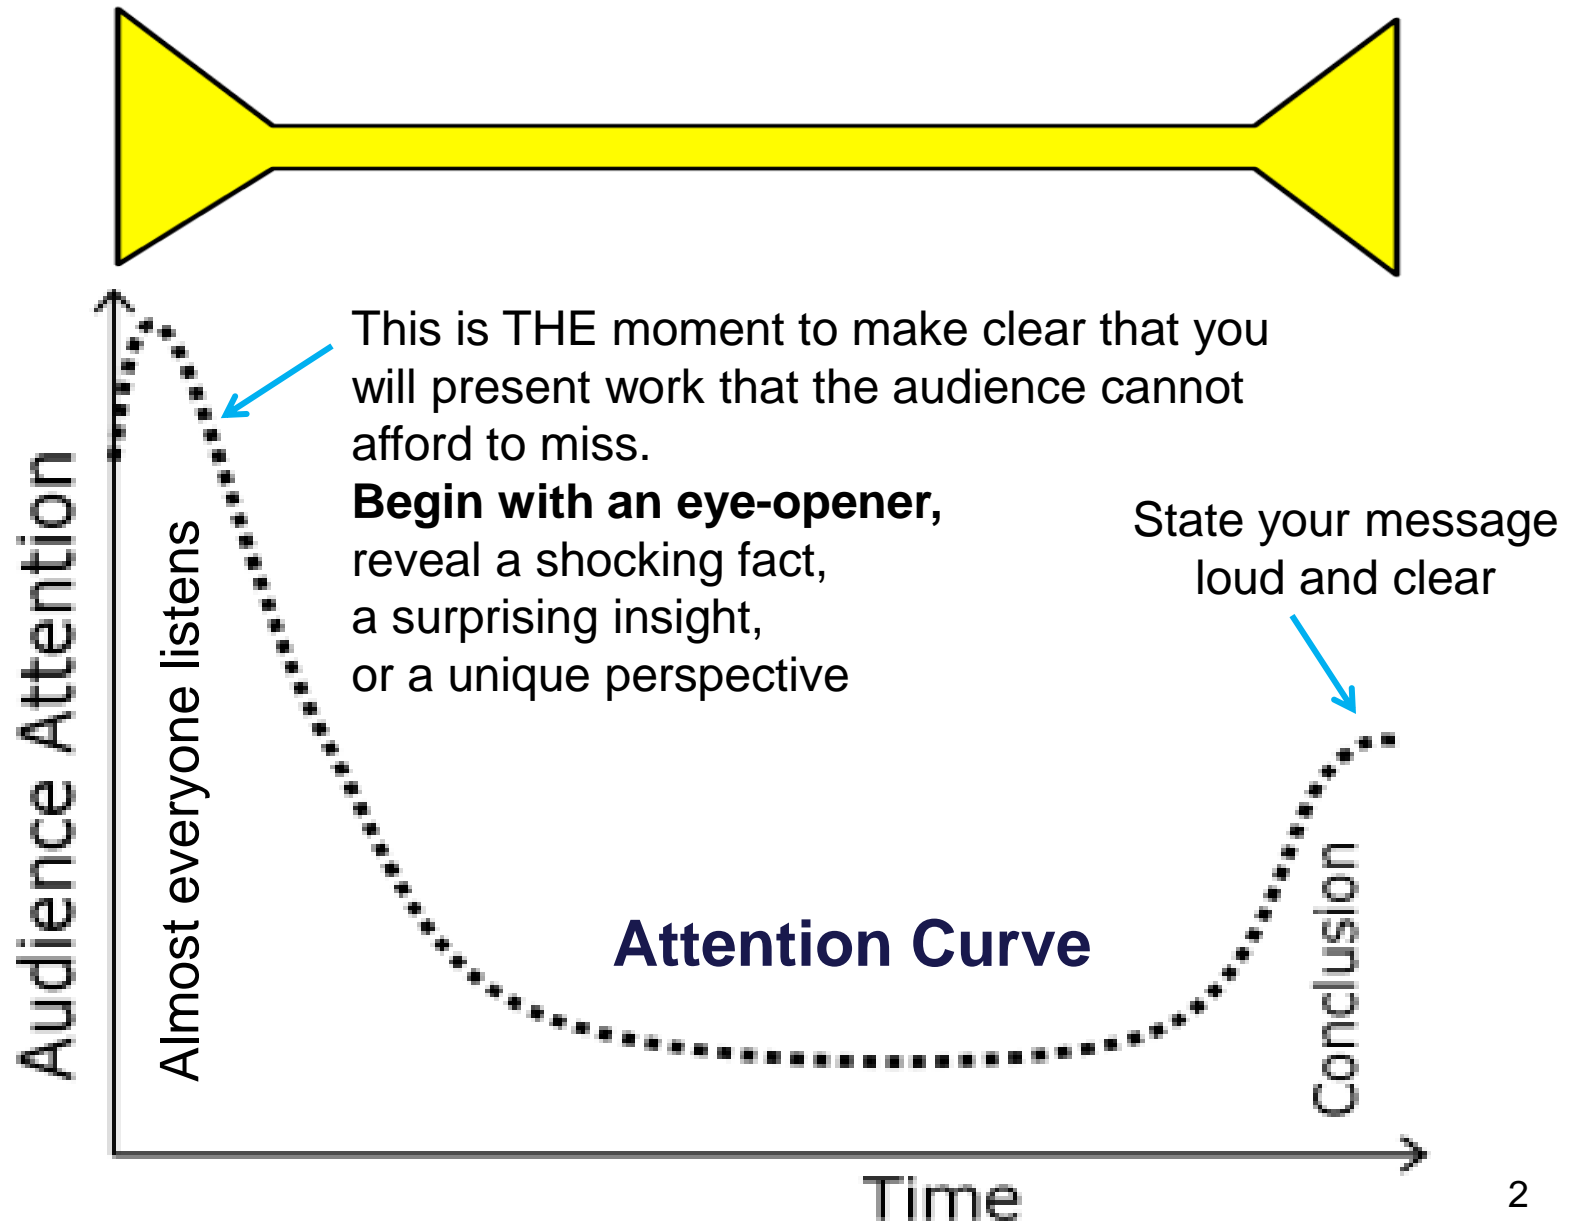 This is THE moment to make clear that you
will present work that the audience cannot
afford to miss.
Begin with an eye-opener,
reveal a shocking fact,
a surprising insight,
or a unique perspective
State your message
loud and clear
Audience Attention
Almost everyone listens
Attention Curve
Conclusion
Time
2